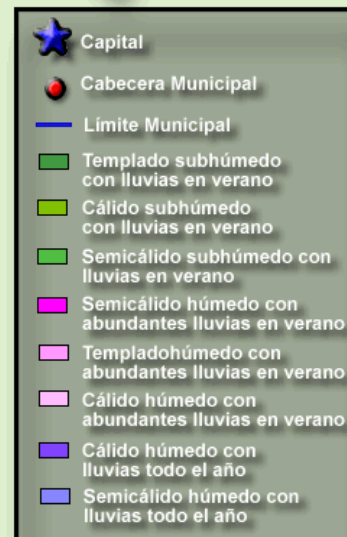 Capital
Cabecera Municipal
Límite Municipal
Templado subhúmedo
con lluvias en verano
Cálido subhúmedo
con lluvias en verano
Semicálido subhúmedo con
lluvias en verano
Semicálido húmedo con
abundantes lluvias en verano
Templadohúmedo con
abundantes lluvias en verano
Cálido húmedo con
abundantes lluvias en verano
Cálido húmedo con
lluvias todo el año
Semicálido húmedo con
lluvias todo el año